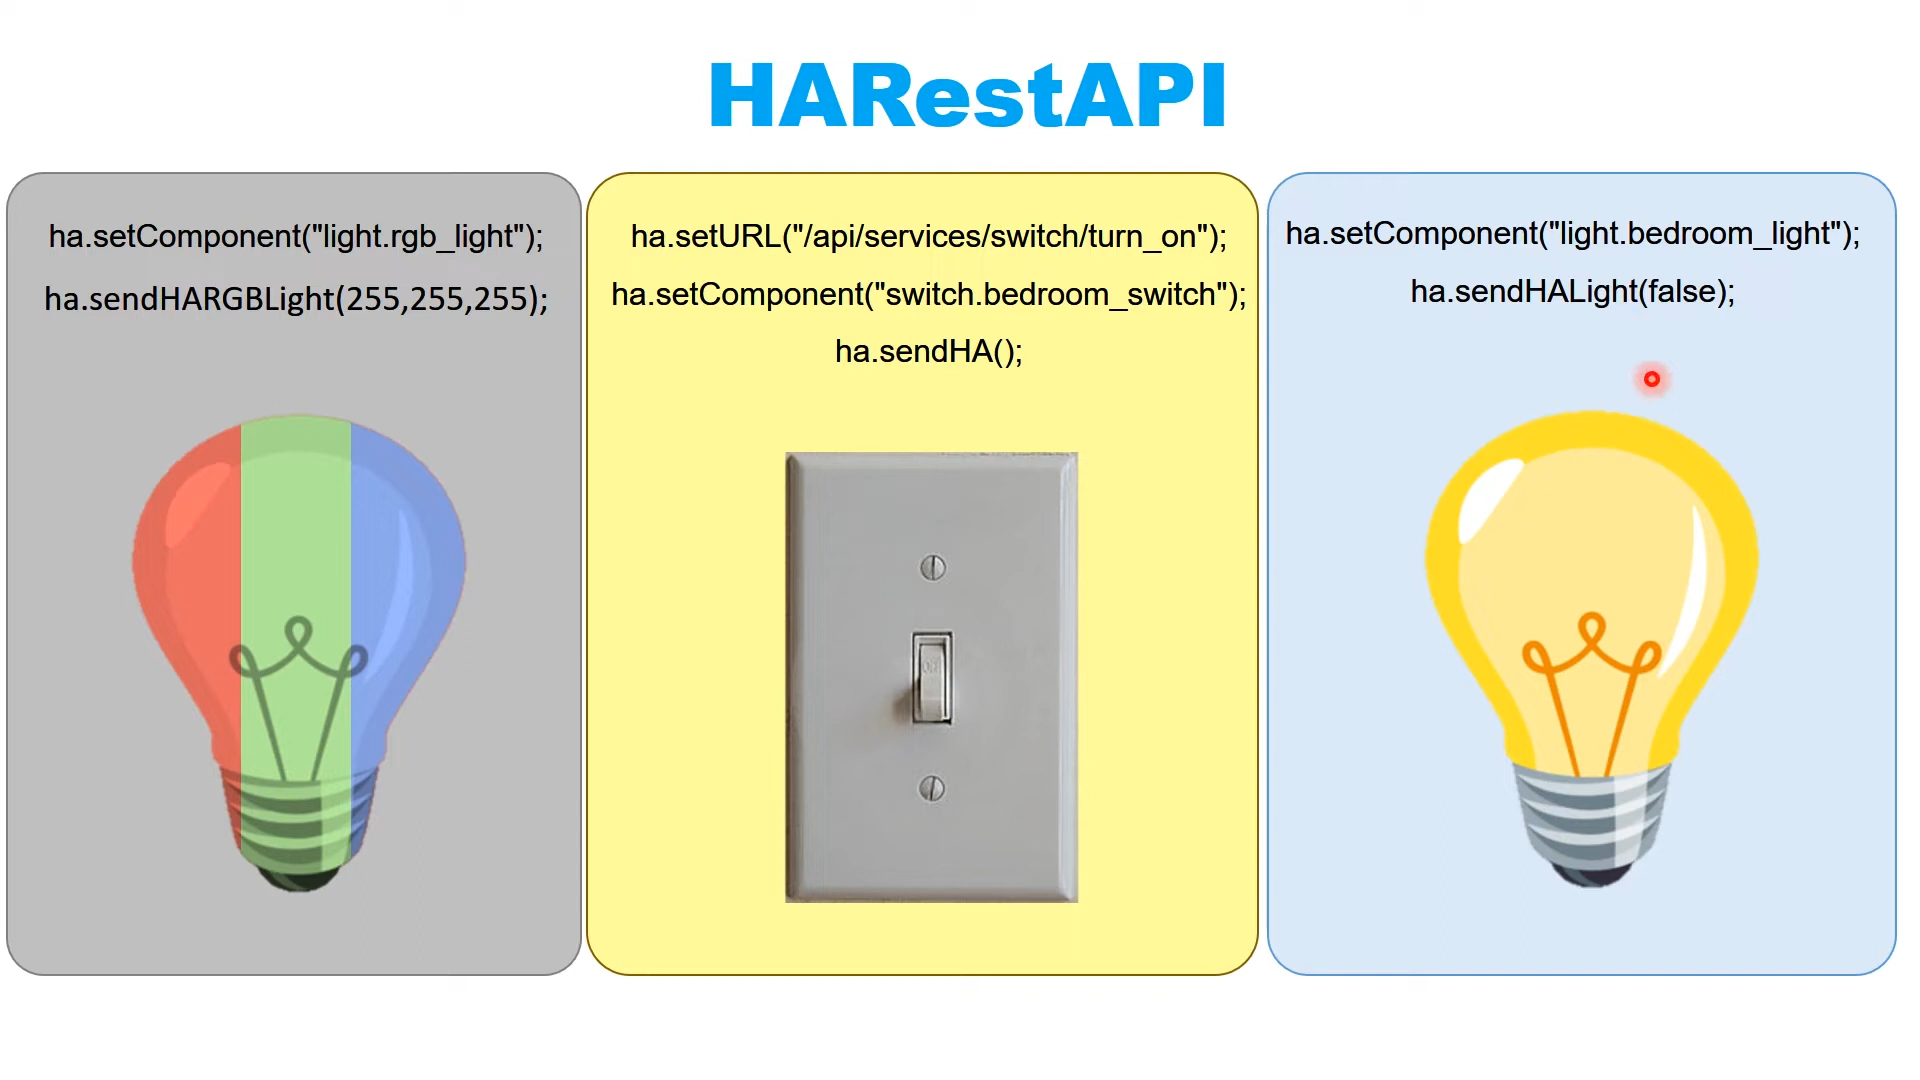 HARestAPI
ha.setComponent("light.rgb_light");
ha.sendHARGBLight(255,255,255);
ha.setURL("/api/services/switch/turn_on");
ha.setComponent("switch.bedroom_switch");
ha.sendHA();
ha.setComponent("light.bedroom_light");
ha.sendHALight(false);